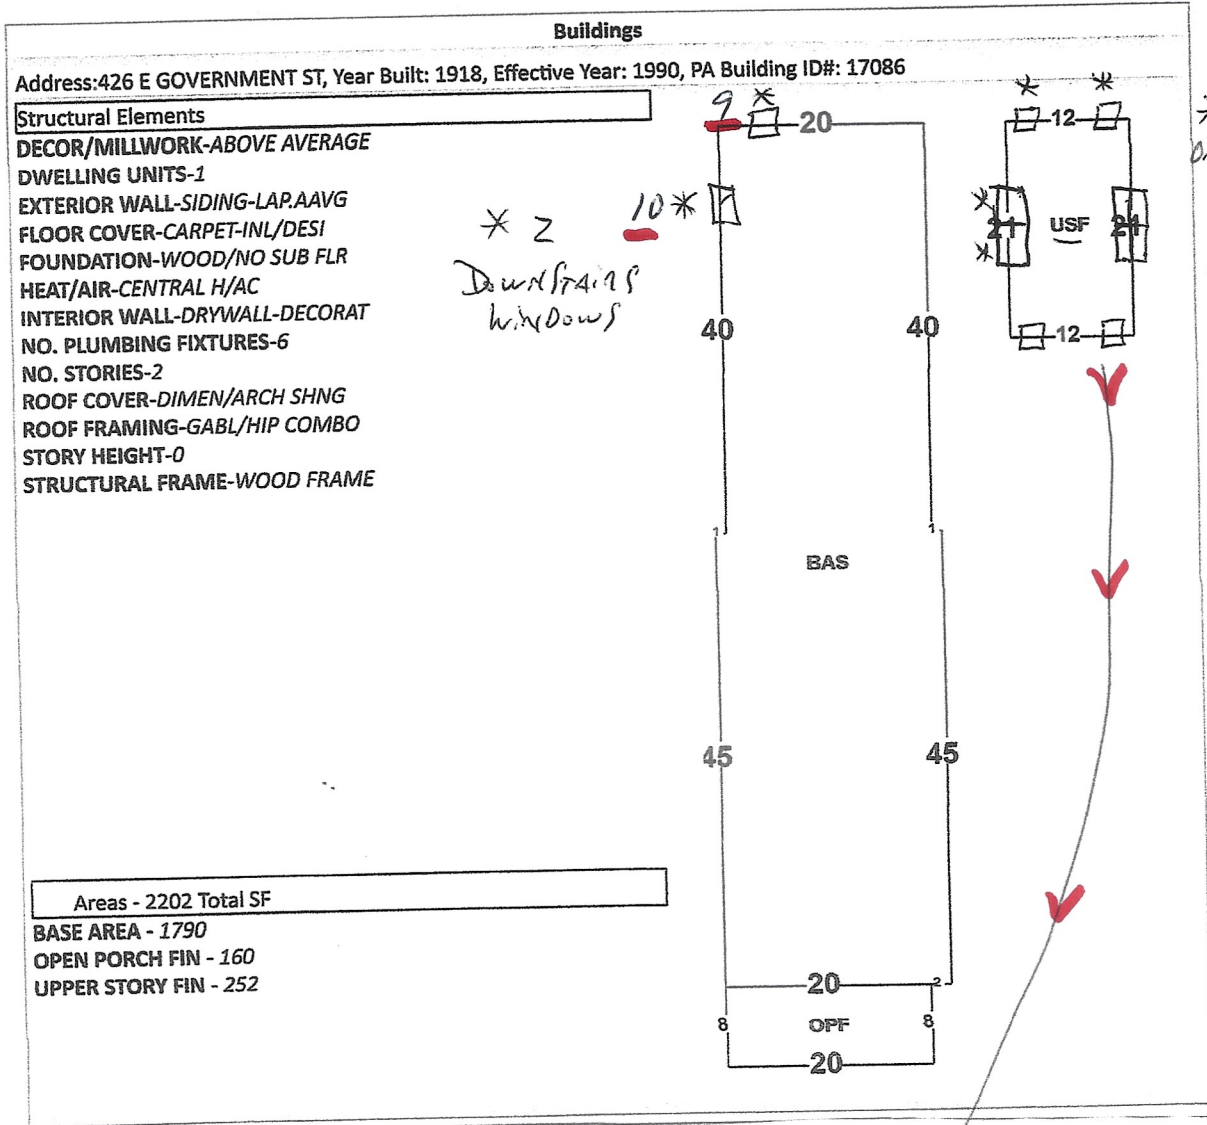 Buildings
Address:426 E GOVERNMENT ST, Year Built: 1918, Effective Year: 1990, PA Building ID#: 17086
Structural Elements
DECOR/MILLWORK-ABOVE AVERAGE
DWELLING UNITS-1
EXTERIOR WALL-SIDING-LAP.AAVG
FLOOR COVER-CARPET-INL/DESI
FOUNDATION-WOOD/NO SUB FLR
HEAT/AIR-CENTRAL H/AC
INTERIOR WALL-DRYWALL-DECORAT
NO. PLUMBING FIXTURES-6
NO. STORIES-2
ROOF COVER-DIMEN/ARCH SHNG
ROOF FRAMING-GABL/HIP COMBO
STORY HEIGHT-0
STRUCTURAL FRAME-WOOD FRAME
Areas - 2202 Total SF
BASE AREA - 1790
OPEN PORCH FIN - 160
UPPER STORY FIN - 252
* 2
DOWNSTAIRS
WINDOWS
9 *
20
10 *
40 40
1 1
BAS
45 45
20 2
8 OPF 8
20
* *
12
*
21 USF 21
*
12